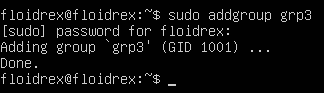 floidrex@floidrex:~$ sudo addgroup grp3
[sudo] password for floidrex:
Adding group `grp3' (GID 1001) ...
Done.
floidrex@floidrex:~$ _